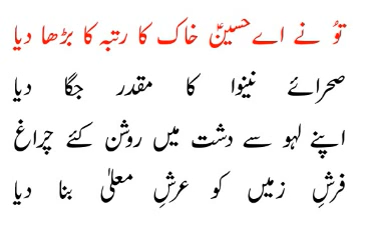 تُو نے اے حسینؑ خاک کا رتبہ کا بڑھا دیا
صحرائے نینوا کا مقدر جگا دیا
اپنے لہو سے دشت میں روشن کئے چراغ
فرشِ زمیں کو عرشِ معلیٰ بنا دیا